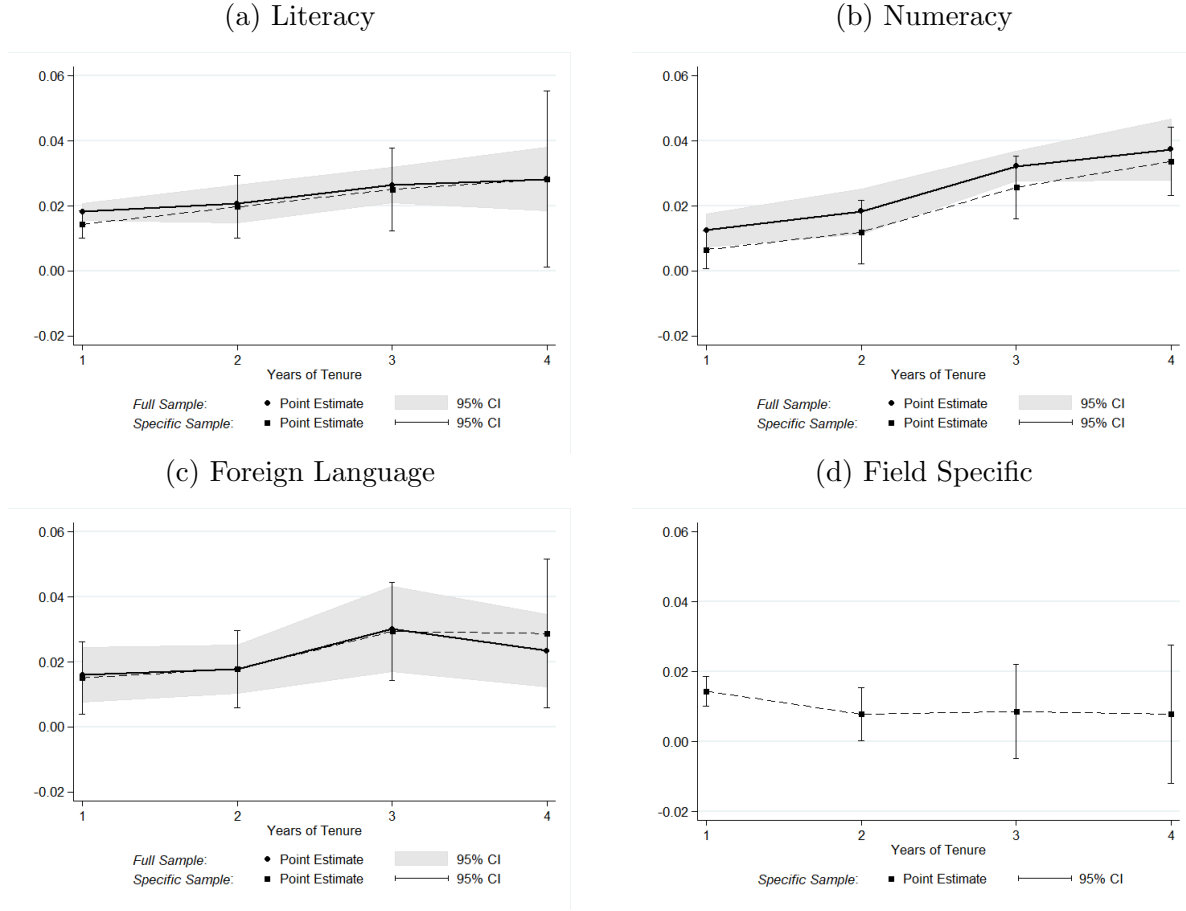 (a) Literacy
0.06
0.04
0.02
0.00
-0.02
1 2 3 4
Years of Tenure
Full Sample: Point Estimate 95% CI
Specific Sample: Point Estimate 95% CI
(b) Numeracy
0.06
0.04
0.02
0.00
-0.02
1 2 3 4
Years of Tenure
Full Sample: Point Estimate 95% CI
Specific Sample: Point Estimate 95% CI
(c) Foreign Language
0.06
0.04
0.02
0.00
-0.02
1 2 3 4
Years of Tenure
Full Sample: Point Estimate 95% CI
Specific Sample: Point Estimate 95% CI
(d) Field Specific
0.06
0.04
0.02
0.00
-0.02
1 2 3 4
Years of Tenure
Specific Sample: Point Estimate 95% CI